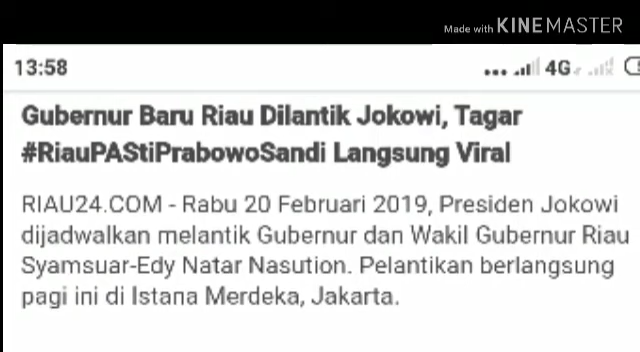 Made with KINEMASTER
13:58 4G
Gubernur Baru Riau Dilantik Jokowi, Tagar
#RiauPAStiPrabowoSandi Langsung Viral
RIAU24.COM - Rabu 20 Februari 2019, Presiden Jokowi
dijadwalkan melantik Gubernur dan Wakil Gubernur Riau
Syamsuar-Edy Natar Nasution. Pelantikan berlangsung
pagi ini di Istana Merdeka, Jakarta.